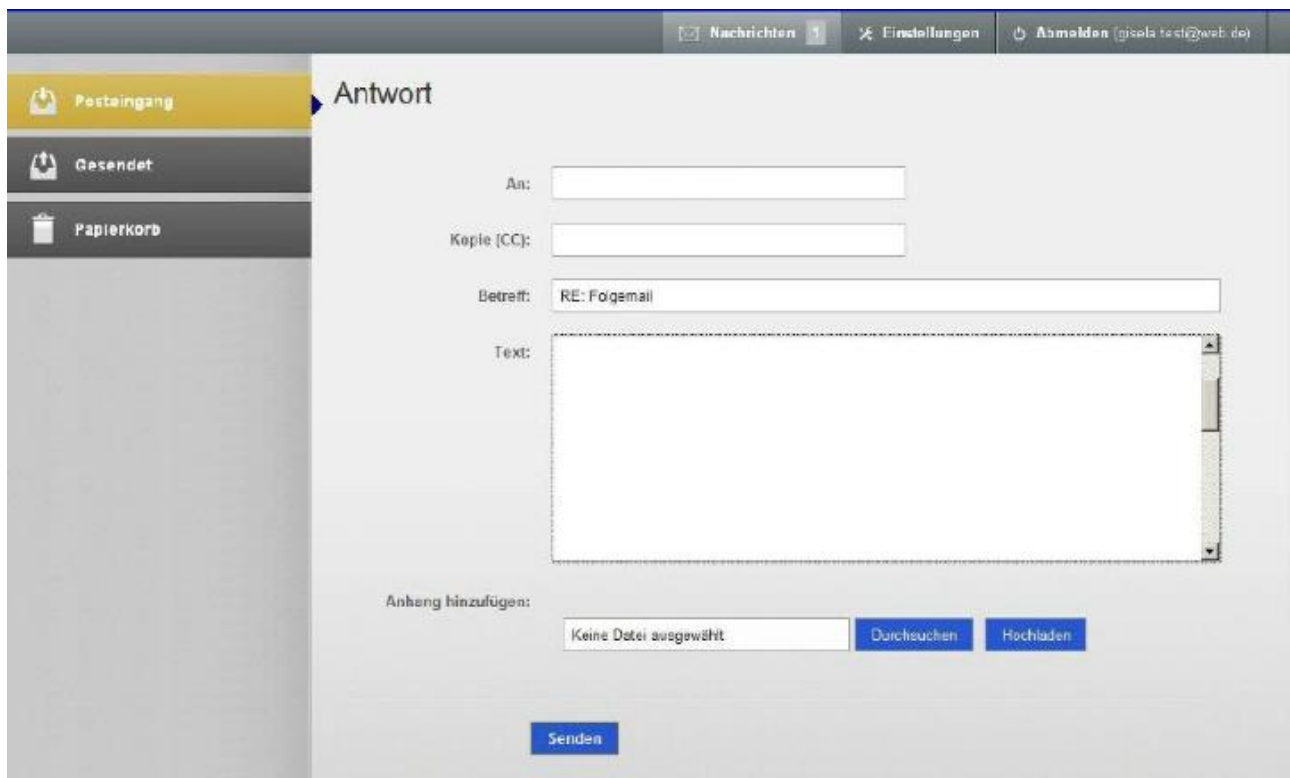 Nachrichten 1 Einstellungen Abmelden (gisela.test@web.de)
Posteingang
Antwort
Gesendet
An:
Papierkorb
Kopie (CC):
Betreff: RE: Folgemail
Text:
Anhang hinzufügen:
Keine Datei ausgewählt Durchsuchen Hochladen
Senden